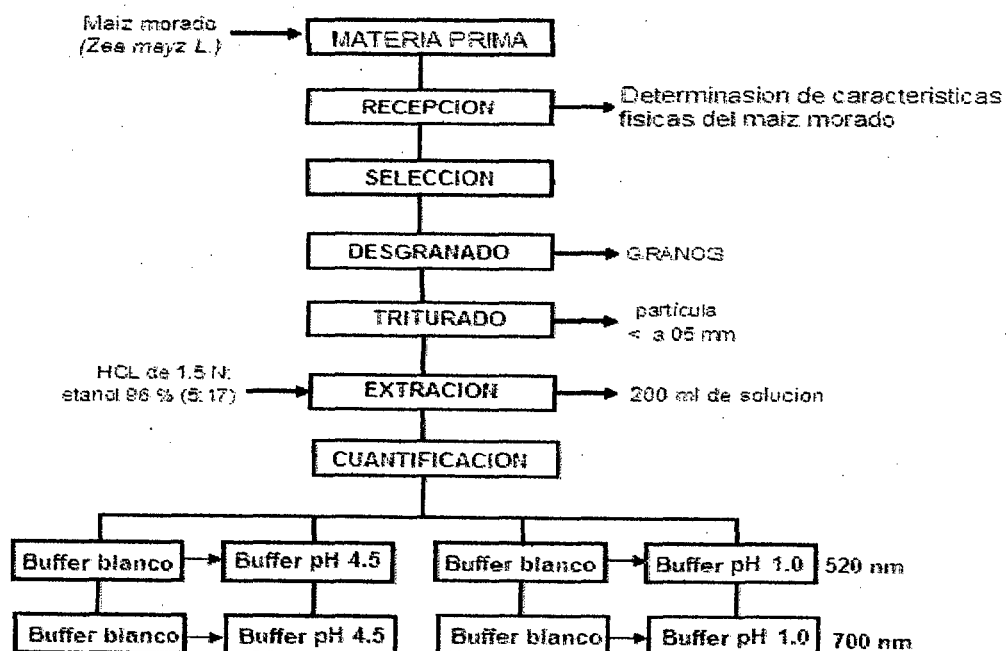 Maiz morado
(Zea mayz L.)
MATERIA PRIMA
RECEPCION
Determinasion de caracteristicas
fisicas del maiz morado
SELECCION
DESGRANADO
GRANOS
TRITURADO
partícula
< a 05 mm
HCL de 1.5 N:
etanol 96 % (5:17)
EXTRACION
200 ml de solucion
CUANTIFICACION
Buffer blanco
Buffer pH 4.5
Buffer blanco
Buffer pH 1.0
520 nm
Buffer blanco
Buffer pH 4.5
Buffer blanco
Buffer pH 1.0
700 nm